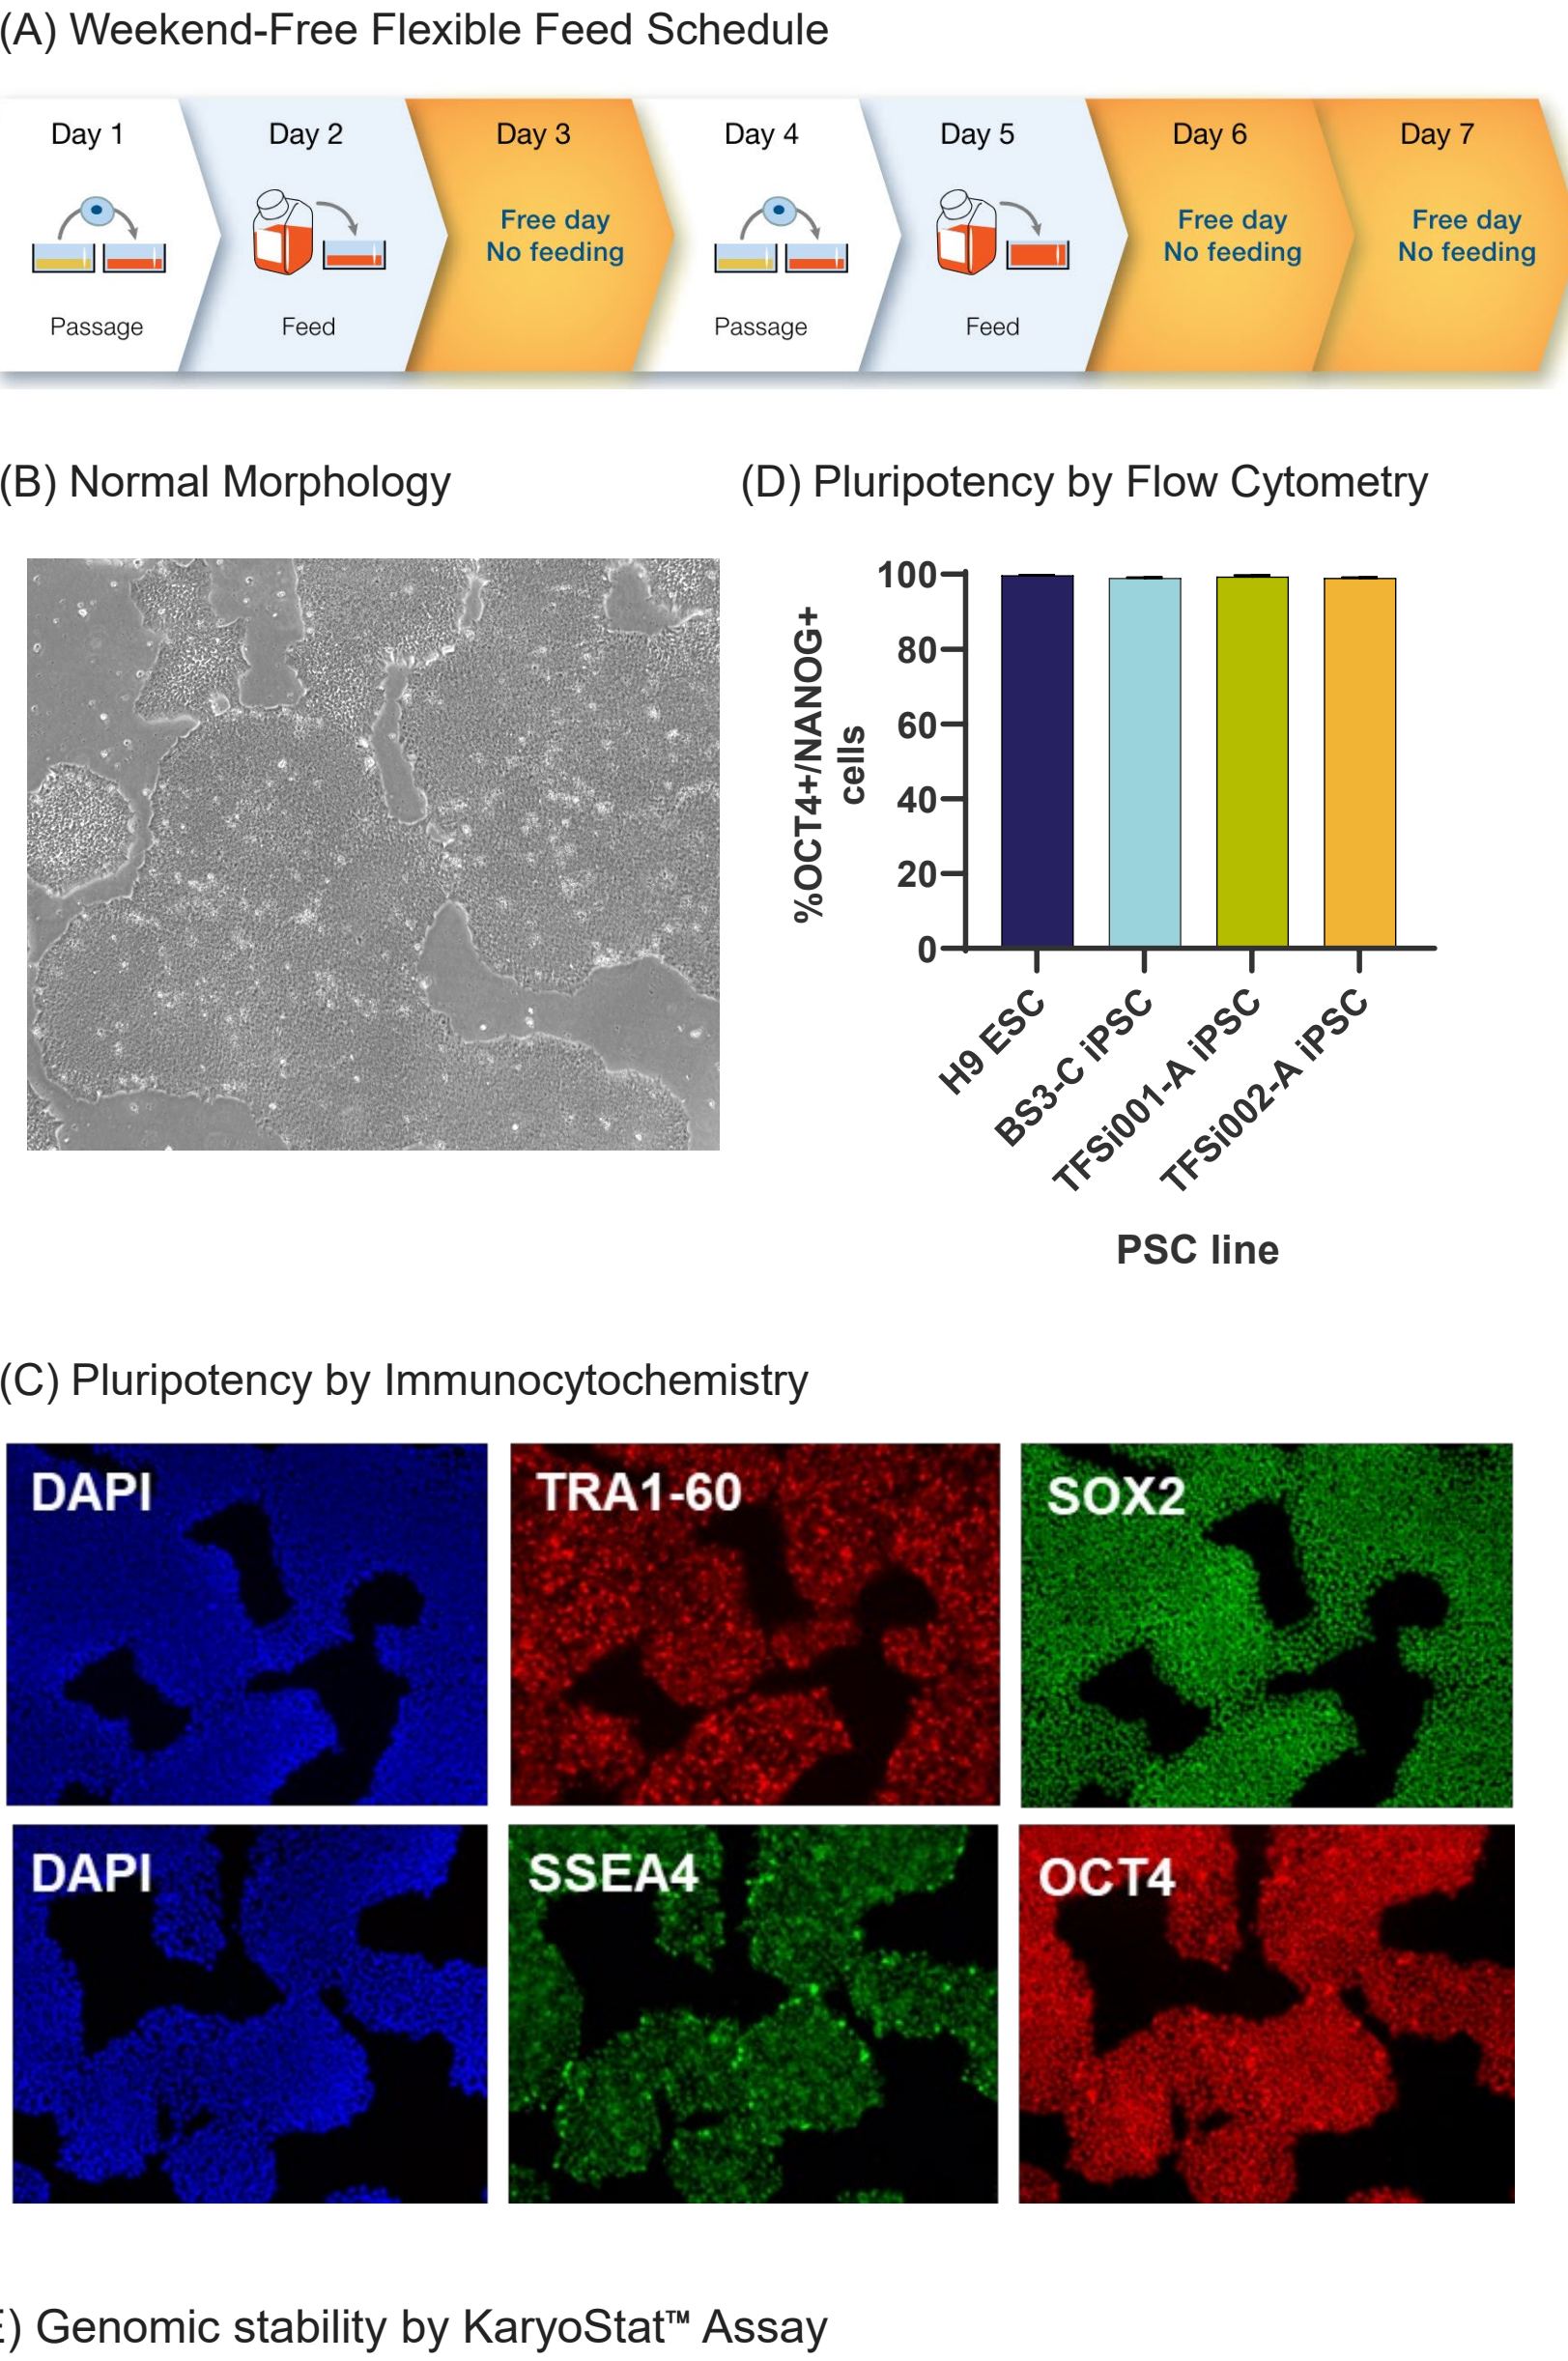 (A) Weekend-Free Flexible Feed Schedule
Day 1
Day 2
Day 3
Day 4
Day 5
Day 6
Day 7
Free day
No feeding
Free day
No feeding
Free day
No feeding
Passage
Feed
Passage
Feed
(B) Normal Morphology
(D) Pluripotency by Flow Cytometry
%OCT4+/NANOG+
cells
100
80
60
40
20
0
H9 ESC
BS3-C iPSC
TFSi001-A iPSC
TFSi002-A iPSC
PSC line
(C) Pluripotency by Immunocytochemistry
DAPI
TRA1-60
SOX2
DAPI
SSEA4
OCT4
E) Genomic stability by KaryoStat™ Assay